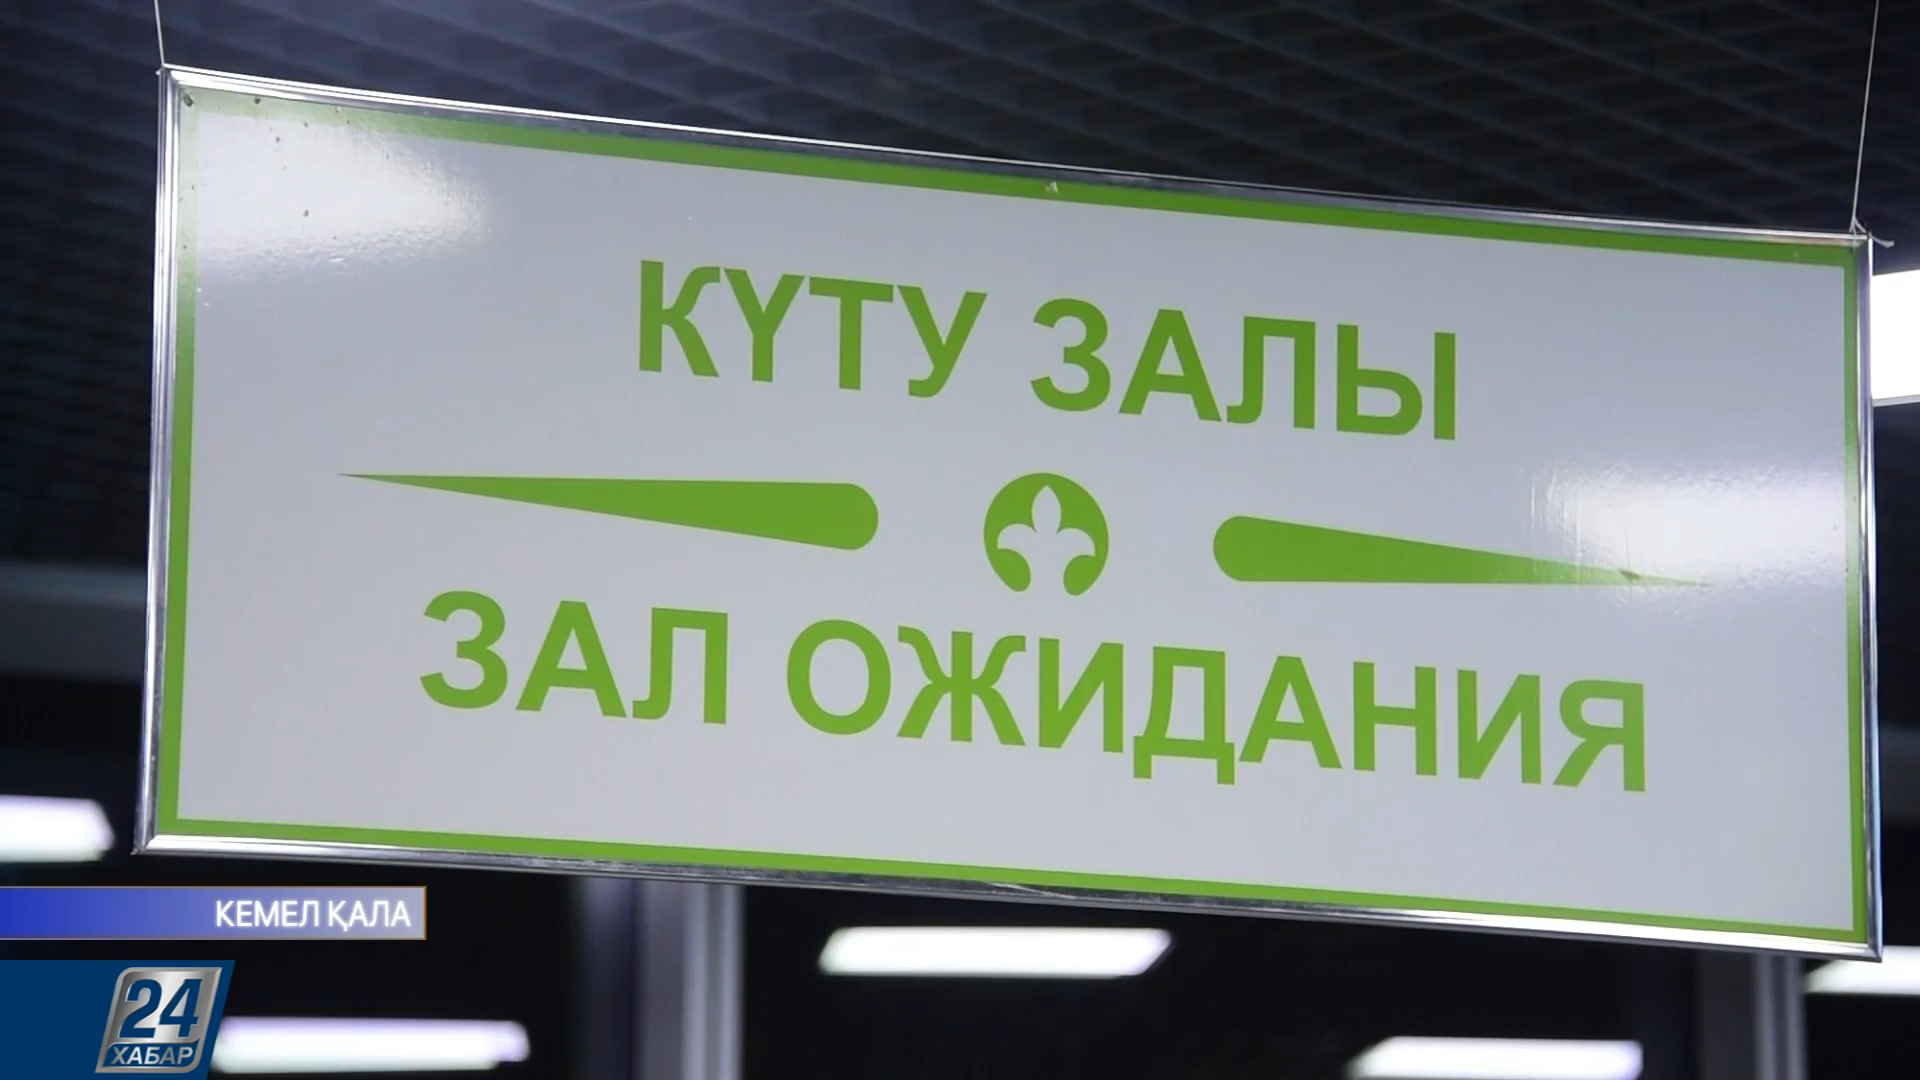 КҮТУ ЗАЛЫ
ЗАЛ ОЖИДАНИЯ
КЕМЕЛ ҚАЛА
24
ХАБАР